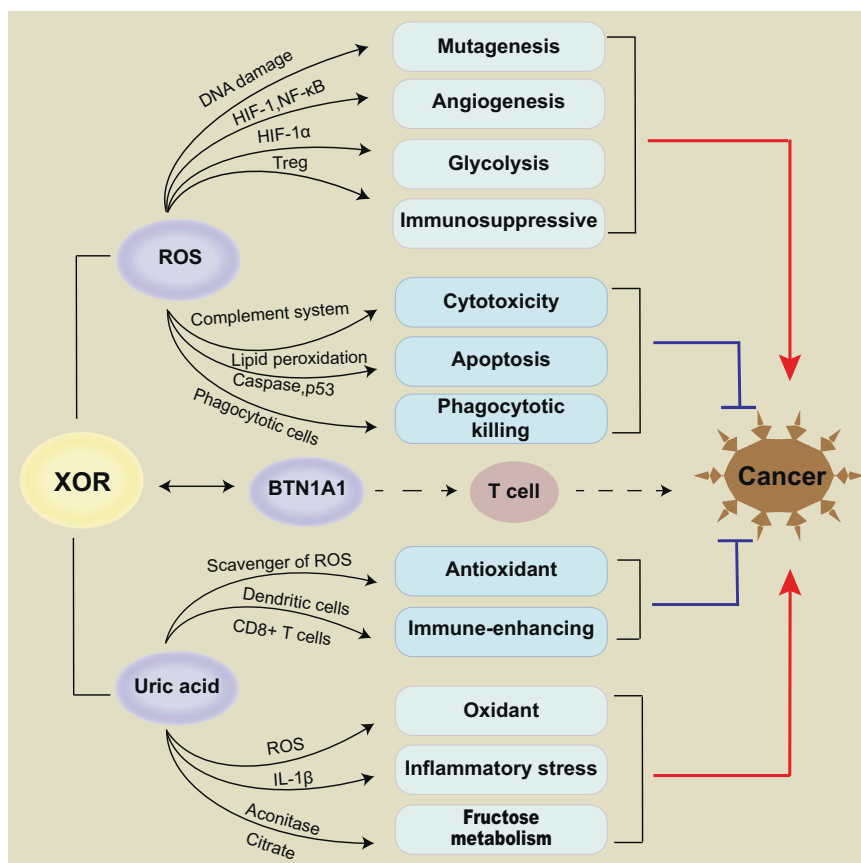 DNA damage
Mutagenesis
HIF-1,NF-κB
Angiogenesis
HIF-1α
Glycolysis
Treg
Immunosuppressive
ROS
Complement system
Cytotoxicity
Lipid peroxidation
Apoptosis
Caspase,p53
Phagocytotic cells
Phagocytotic
killing
XOR
BTN1A1
T cell
Cancer
Scavenger of ROS
Antioxidant
Dendritic cells
CD8+ T cells
Immune-enhancing
Uric acid
ROS
Oxidant
IL-1β
Inflammatory stress
Aconitase
Citrate
Fructose
metabolism